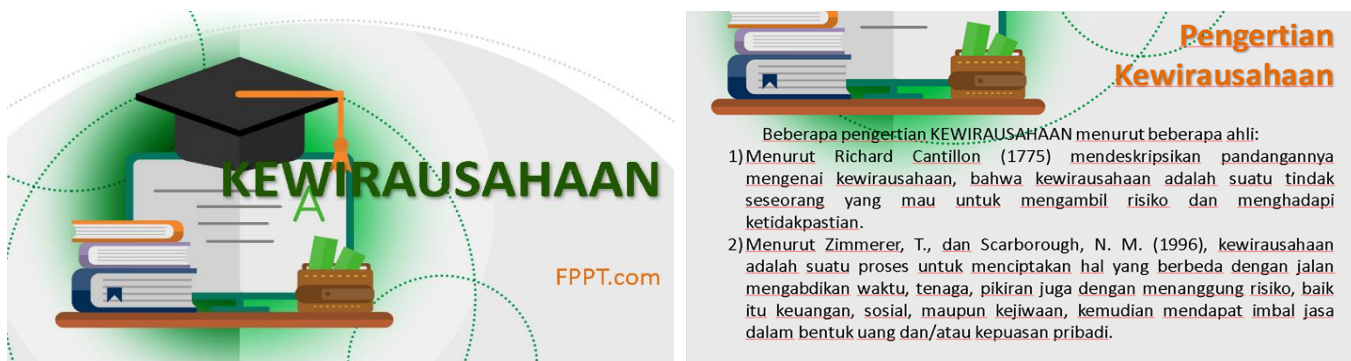 KEWIRAUSAHAAN
FPPT.com
Pengertian
Kewirausahaan
Beberapa pengertian KEWIRAUSAHAAN menurut beberapa ahli:
1) Menurut Richard Cantillon (1775) mendeskripsikan pandangannya
mengenai kewirausahaan, bahwa kewirausahaan adalah suatu tindak
seseorang yang mau untuk mengambil risiko dan menghadapi
ketidakpastian.
2) Menurut Zimmerer, T., dan Scarborough, N. M. (1996), kewirausahaan
adalah suatu proses untuk menciptakan hal yang berbeda dengan jalan
mengabdikan waktu, tenaga, pikiran juga dengan menanggung risiko, baik
itu keuangan, sosial, maupun kejiwaan, kemudian mendapat imbal jasa
dalam bentuk uang dan/atau kepuasan pribadi.